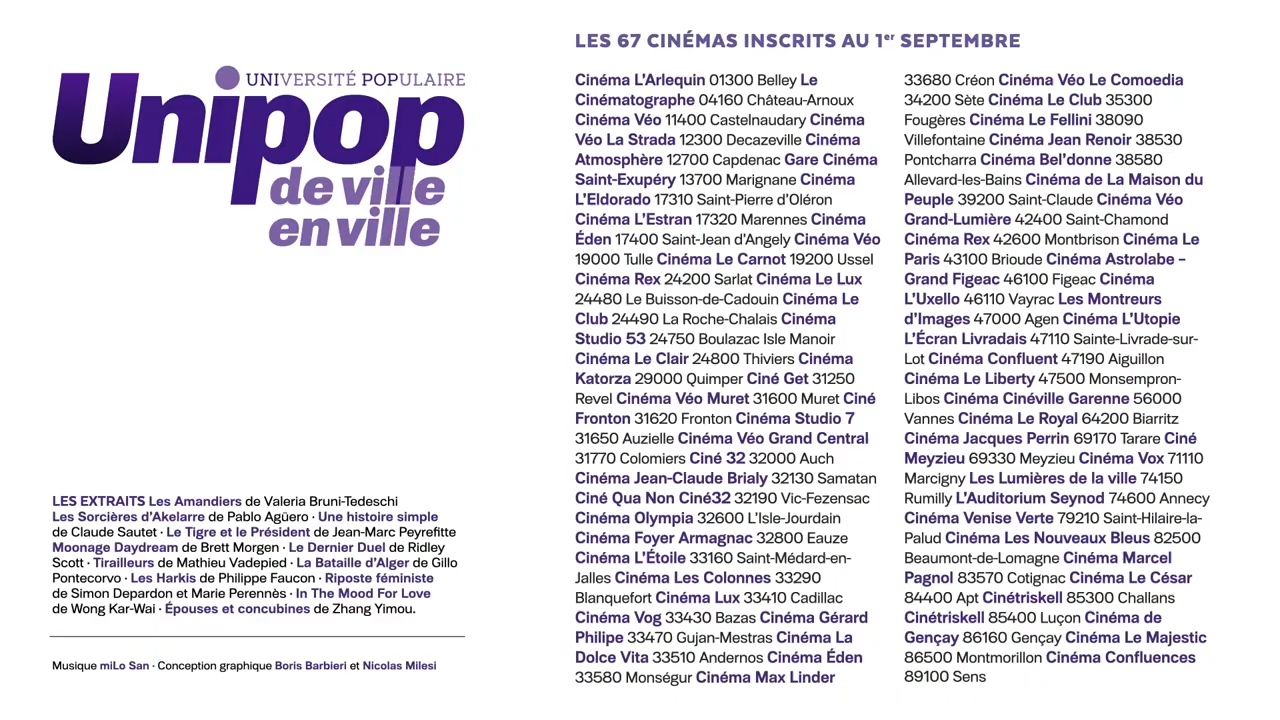 UNIVERSITÉ POPULAIRE
Unipop
de ville
en ville
LES EXTRAITS Les Amandiers de Valeria Bruni-Tedeschi
Les Sorcières d'Akelarre de Pablo Agüero · Une histoire simple
de Claude Sautet · Le Tigre et le Président de Jean-Marc Peyrefitte
Moonage Daydream de Brett Morgen · Le Dernier Duel de Ridley
Scott · Tirailleurs de Mathieu Vadepied · La Bataille d'Alger de Gillo
Pontecorvo · Les Harkis de Philippe Faucon · Riposte féministe
de Simon Depardon et Marie Perennès · In The Mood For Love
de Wong Kar-Wai · Épouses et concubines de Zhang Yimou.
Musique miLo San · Conception graphique Boris Barbieri et Nicolas Milesi
LES 67 CINÉMAS INSCRITS AU 1er SEPTEMBRE
Cinéma L'Arlequin 01300 Belley Le
Cinématographe 04160 Château-Arnoux
Cinéma Véo 11400 Castelnaudary Cinéma
Véo La Strada 12300 Decazeville Cinéma
Atmosphère 12700 Capdenac Gare Cinéma
Saint-Exupéry 13700 Marignane Cinéma
L'Eldorado 17310 Saint-Pierre d'Oléron
Cinéma L'Estran 17320 Marennes Cinéma
Éden 17400 Saint-Jean d'Angely Cinéma Véo
19000 Tulle Cinéma Le Carnot 19200 Ussel
Cinéma Rex 24200 Sarlat Cinéma Le Lux
24480 Le Buisson-de-Cadouin Cinéma Le
Club 24490 La Roche-Chalais Cinéma
Studio 53 24750 Boulazac Isle Manoir
Cinéma Le Clair 24800 Thiviers Cinéma
Katorza 29000 Quimper Ciné Get 31250
Revel Cinéma Véo Muret 31600 Muret Ciné
Fronton 31620 Fronton Cinéma Studio 7
31650 Auzielle Cinéma Véo Grand Central
31770 Colomiers Ciné 32 32000 Auch
Cinéma Jean-Claude Brialy 32130 Samatan
Ciné Qua Non Ciné32 32190 Vic-Fezensac
Cinéma Olympia 32600 L'Isle-Jourdain
Cinéma Foyer Armagnac 32800 Eauze
Cinéma L'Étoile 33160 Saint-Médard-en-
Jalles Cinéma Les Colonnes 33290
Blanquefort Cinéma Lux 33410 Cadillac
Cinéma Vog 33430 Bazas Cinéma Gérard
Philipe 33470 Gujan-Mestras Cinéma La
Dolce Vita 33510 Andernos Cinéma Éden
33580 Monségur Cinéma Max Linder
33680 Créon Cinéma Véo Le Comoedia
34200 Sète Cinéma Le Club 35300
Fougères Cinéma Le Fellini 38090
Villefontaine Cinéma Jean Renoir 38530
Pontcharra Cinéma Bel'donne 38580
Allevard-les-Bains Cinéma de La Maison du
Peuple 39200 Saint-Claude Cinéma Véo
Grand-Lumière 42400 Saint-Chamond
Cinéma Rex 42600 Montbrison Cinéma Le
Paris 43100 Brioude Cinéma Astrolabe –
Grand Figeac 46100 Figeac Cinéma
L'Uxello 46110 Vayrac Les Montreurs
d'Images 47000 Agen Cinéma L'Utopie
L'Écran Livradais 47110 Sainte-Livrade-sur-
Lot Cinéma Confluent 47190 Aiguillon
Cinéma Le Liberty 47500 Monsempron-
Libos Cinéma Cinéville Garenne 56000
Vannes Cinéma Le Royal 64200 Biarritz
Cinéma Jacques Perrin 69170 Tarare Ciné
Meyzieu 69330 Meyzieu Cinéma Vox 71110
Marcigny Les Lumières de la ville 74150
Rumilly L'Auditorium Seynod 74600 Annecy
Cinéma Venise Verte 79210 Saint-Hilaire-la-
Palud Cinéma Les Nouveaux Bleus 82500
Beaumont-de-Lomagne Cinéma Marcel
Pagnol 83570 Cotignac Cinéma Le César
84400 Apt Cinétriskell 85300 Challans
Cinétriskell 85400 Luçon Cinéma de
Gençay 86160 Gençay Cinéma Le Majestic
86500 Montmorillon Cinéma Confluences
89100 Sens